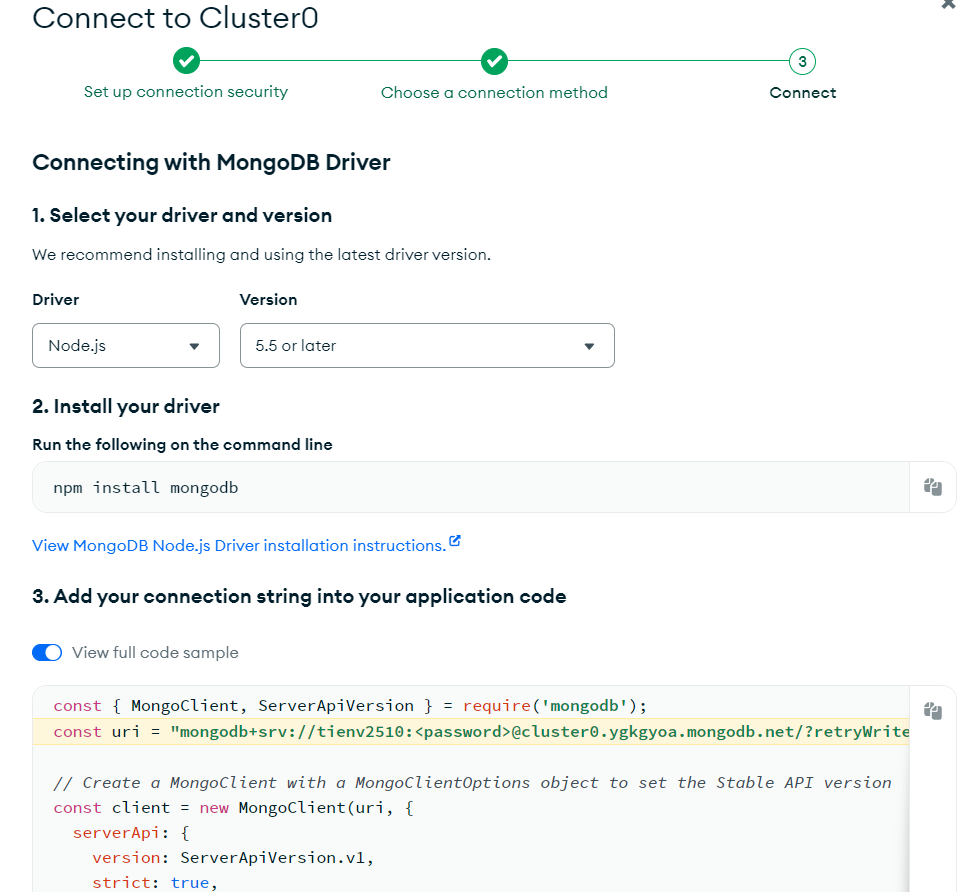 Connect to Cluster0
3
Set up connection security
Choose a connection method
Connect
Connecting with MongoDB Driver
1. Select your driver and version
We recommend installing and using the latest driver version.
Driver
Version
Node.js
5.5 or later
2. Install your driver
Run the following on the command line
npm install mongodb
View MongoDB Node.js Driver installation instructions.
3. Add your connection string into your application code
View full code sample
const { MongoClient, ServerApiVersion } = require('mongodb');
const uri = "mongodb+srv://tienv2510:<password>@cluster0.ygkgyoa.mongodb.net/?retryWrite
// Create a MongoClient with a MongoClientOptions object to set the Stable API version
const client = new MongoClient(uri, {
serverApi: {
version: ServerApiVersion.v1,
strict: true,